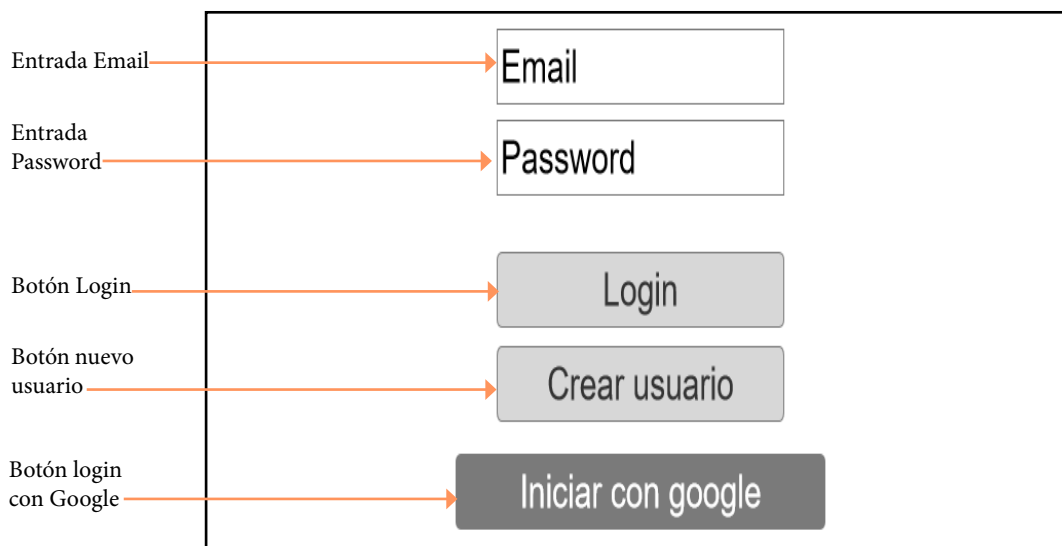 Entrada Email
Email
Entrada
Password
Password
Botón Login
Login
Botón nuevo
usuario
Crear usuario
Botón login
con Google
Iniciar con google